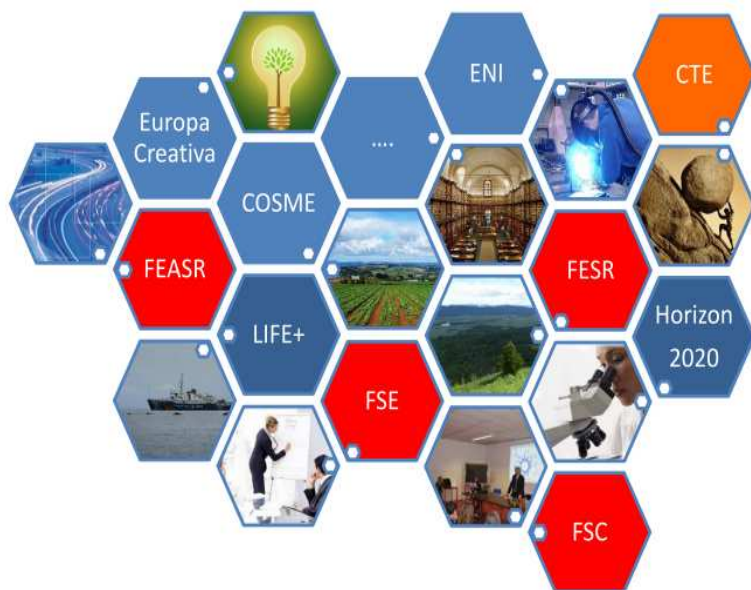 ENI
CTE
Europa
Creativa
....
COSME
FEASR
FESR
LIFE+
Horizon
2020
FSE
FSC